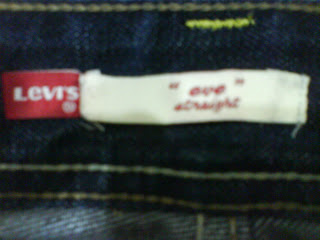 Levi's ®
" eve "
straight